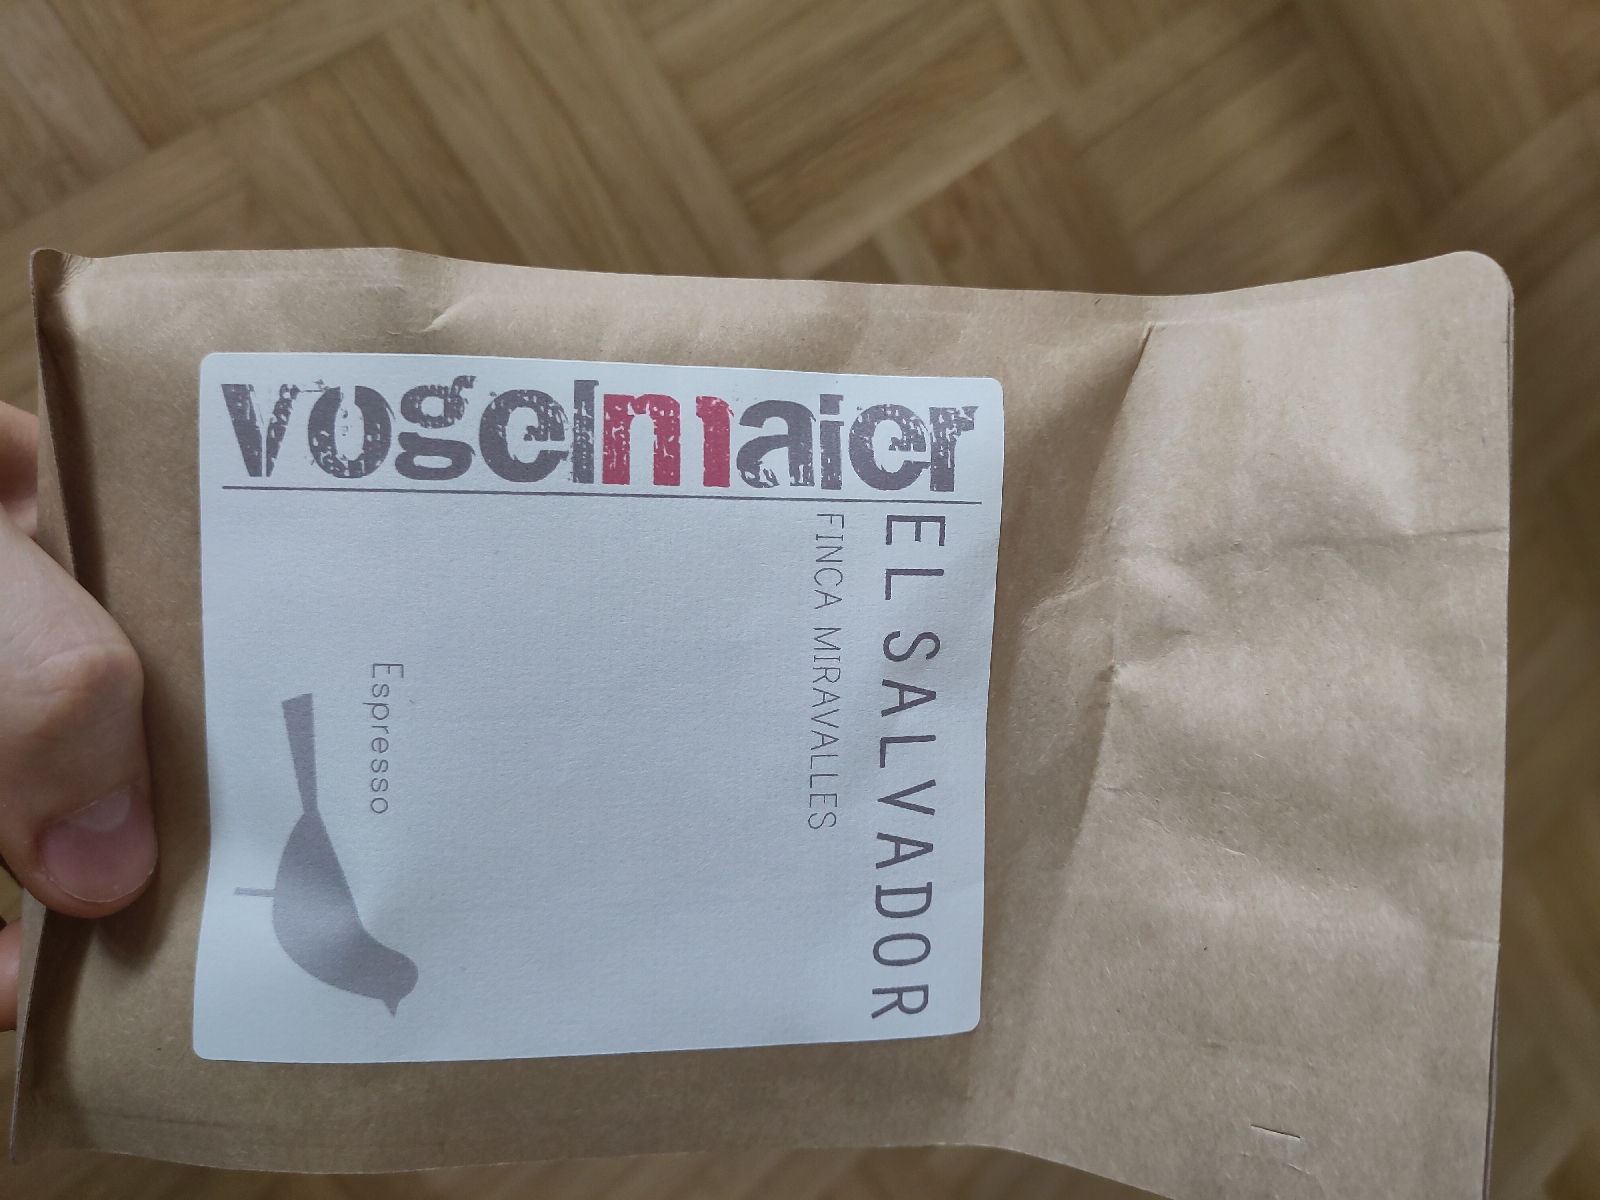 vogelmaier
EL SALVADOR
FINCA MIRAVALLES
Espresso